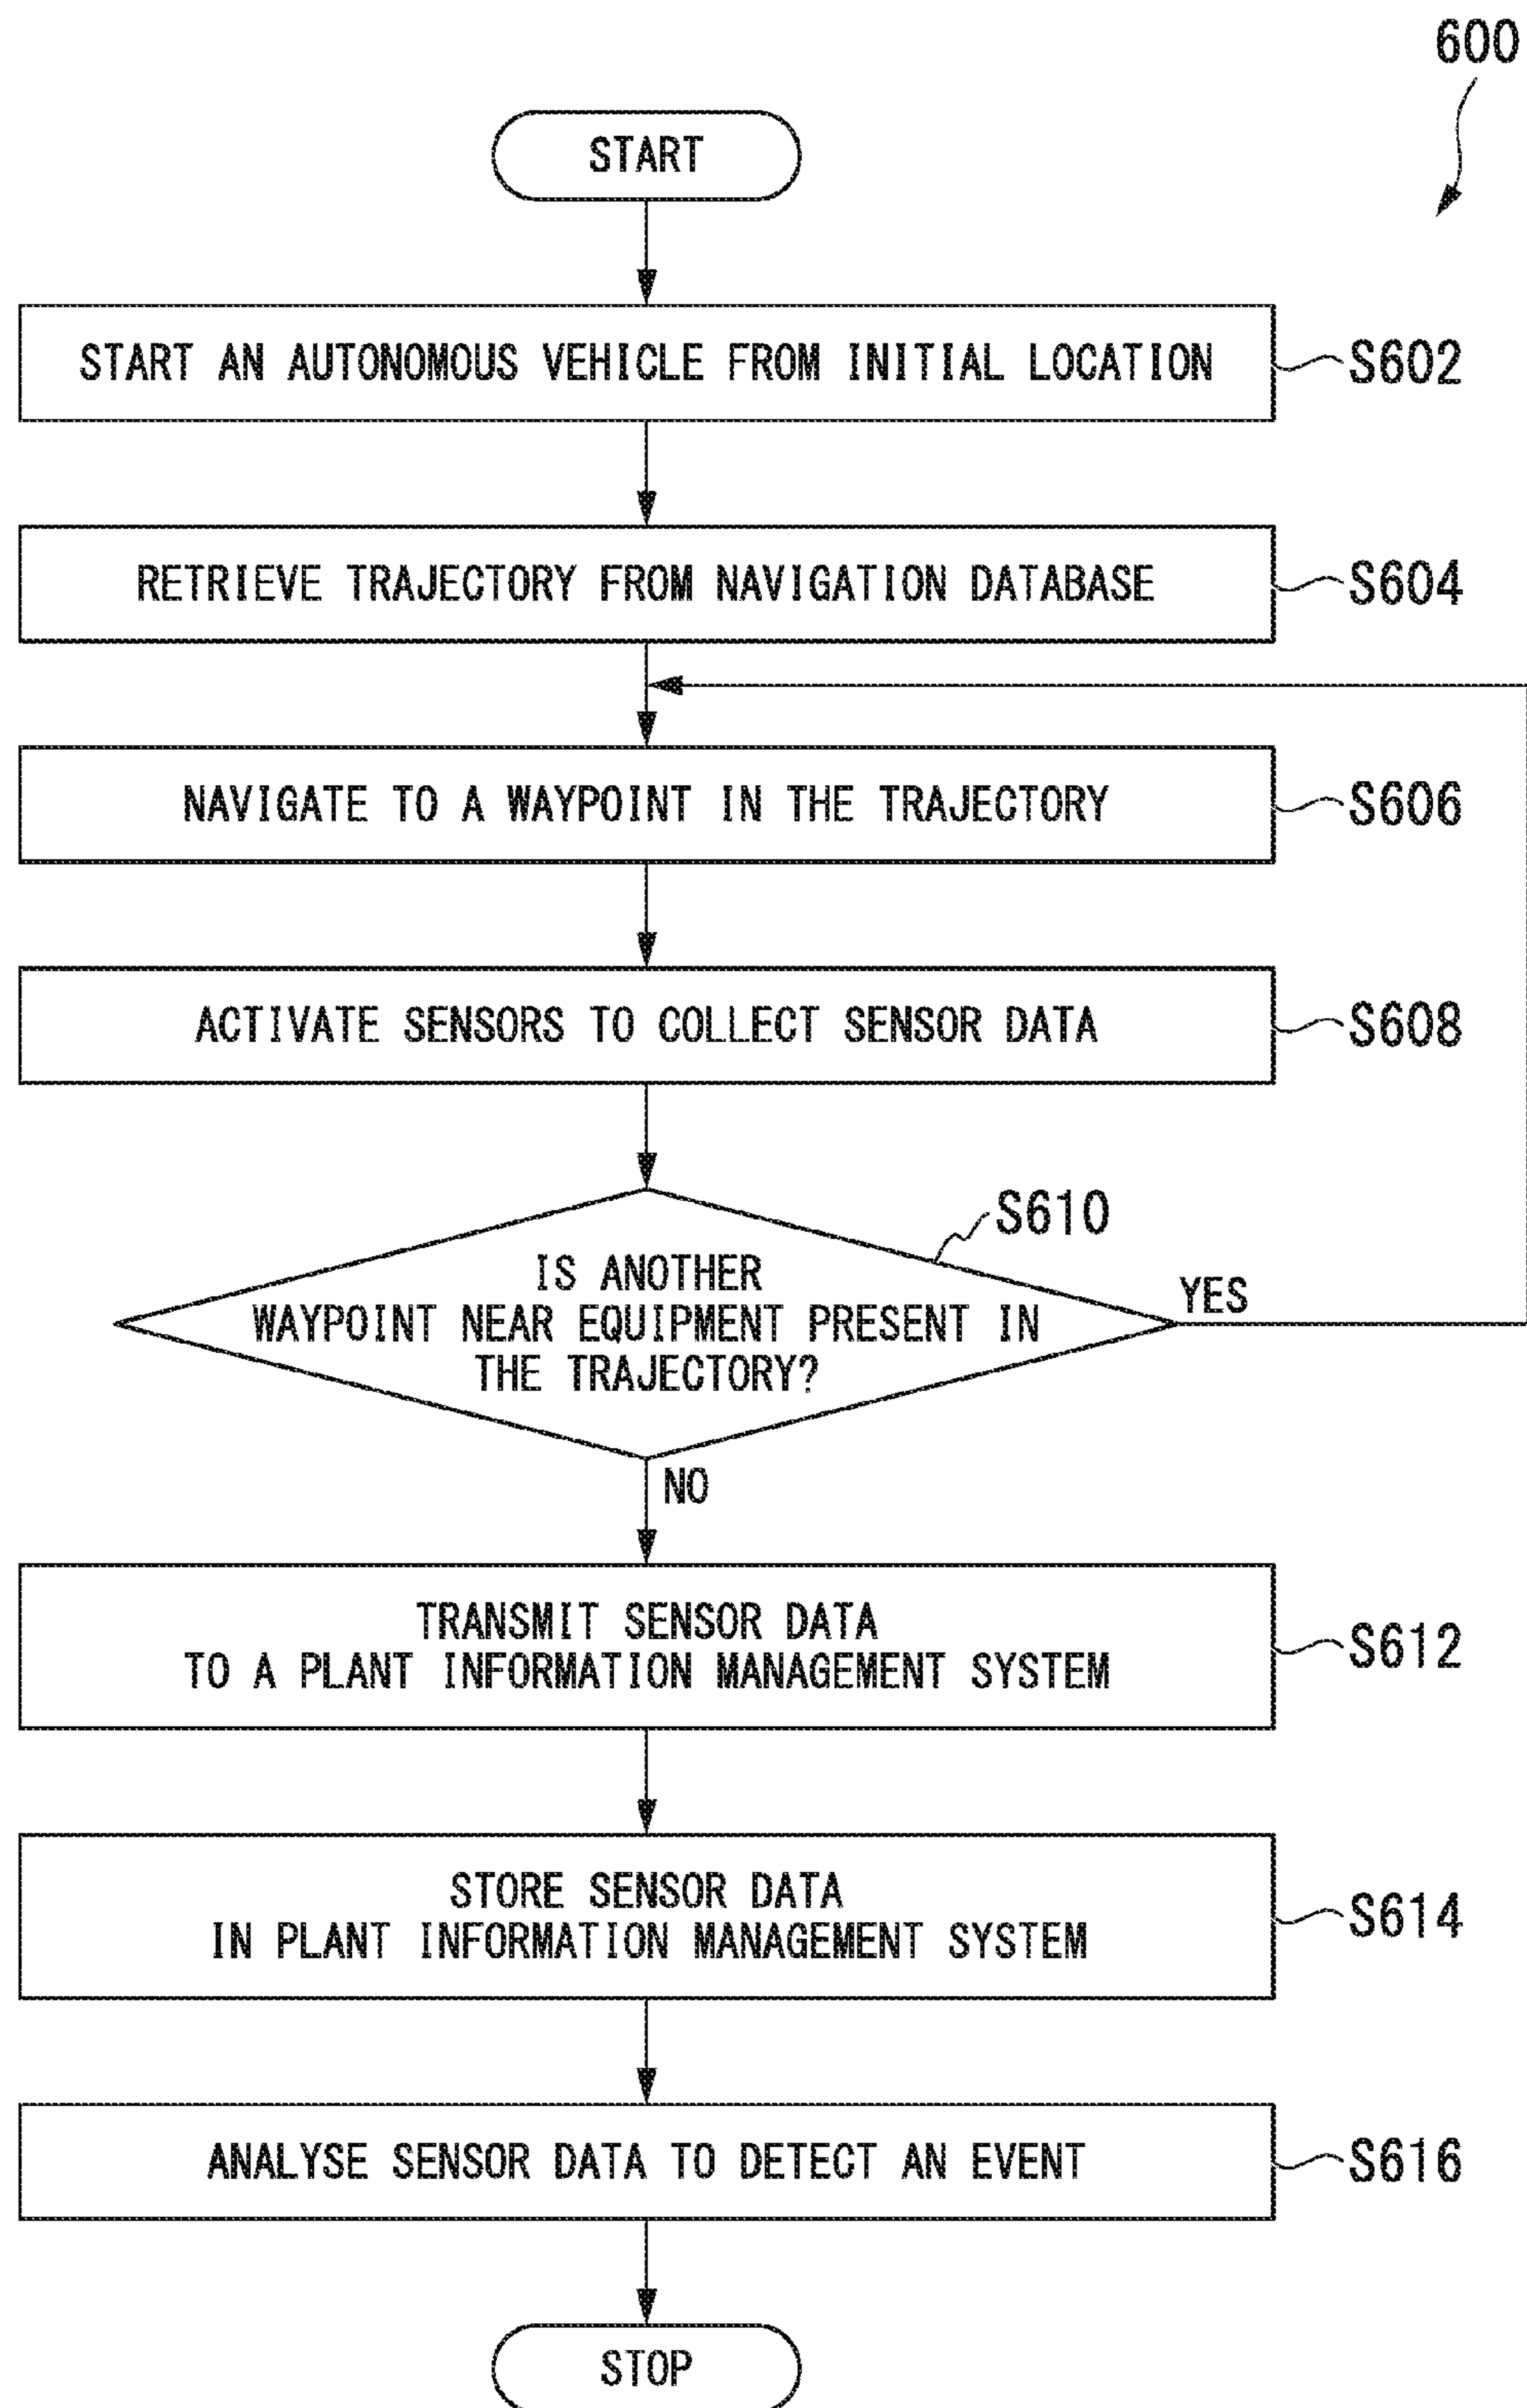 600
START
START AN AUTONOMOUS VEHICLE FROM INITIAL LOCATION
S602
RETRIEVE TRAJECTORY FROM NAVIGATION DATABASE
S604
NAVIGATE TO A WAYPOINT IN THE TRAJECTORY
S606
ACTIVATE SENSORS TO COLLECT SENSOR DATA
S608
S610
IS ANOTHER
WAYPOINT NEAR EQUIPMENT PRESENT IN
THE TRAJECTORY?
YES
NO
TRANSMIT SENSOR DATA
TO A PLANT INFORMATION MANAGEMENT SYSTEM
S612
STORE SENSOR DATA
IN PLANT INFORMATION MANAGEMENT SYSTEM
S614
ANALYSE SENSOR DATA TO DETECT AN EVENT
S616
STOP